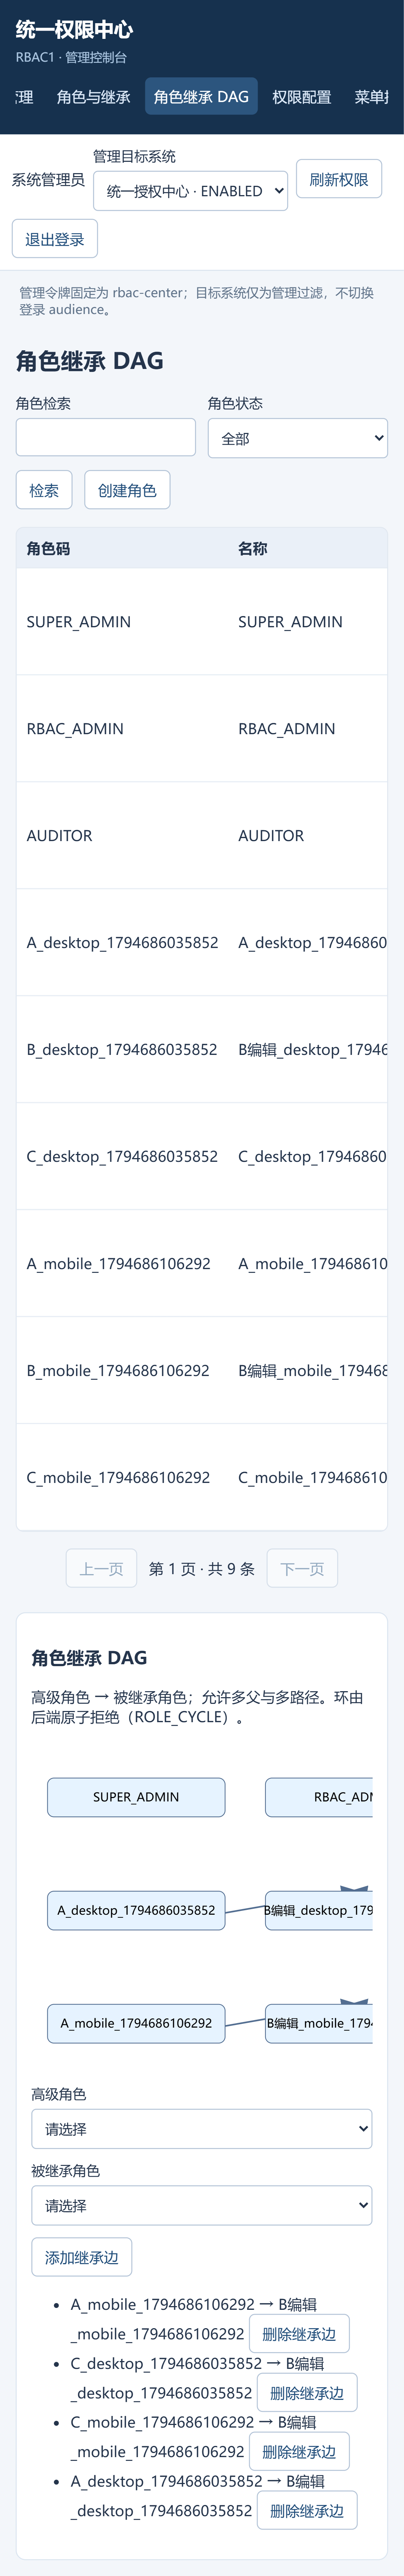 统一权限中心
RBAC1 · 管理控制台
理 角色与继承 角色继承 DAG 权限配置 菜单
管理目标系统
系统管理员 统一授权中心 · ENABLED 刷新权限
退出登录
管理令牌固定为 rbac-center；目标系统仅为管理过滤，不切换
登录 audience。
角色继承 DAG
角色检索 角色状态
全部
检索 创建角色
角色码 名称
SUPER_ADMIN SUPER_ADMIN
RBAC_ADMIN RBAC_ADMIN
AUDITOR AUDITOR
A_desktop_1794686035852 A_desktop_17946860
B_desktop_1794686035852 B编辑_desktop_17946
C_desktop_1794686035852 C_desktop_17946860
A_mobile_1794686106292 A_mobile_179468610
B_mobile_1794686106292 B编辑_mobile_179468
C_mobile_1794686106292 C_mobile_179468610
上一页 第 1 页 · 共 9 条 下一页
角色继承 DAG
高级角色 → 被继承角色；允许多父与多路径。环由
后端原子拒绝（ROLE_CYCLE）。
SUPER_ADMIN RBAC_ADM
A_desktop_1794686035852 B编辑_desktop_179
A_mobile_1794686106292 B编辑_mobile_1794
高级角色
请选择
被继承角色
请选择
添加继承边
• A_mobile_1794686106292 → B编辑
_mobile_1794686106292 删除继承边
• C_desktop_1794686035852 → B编辑
_desktop_1794686035852 删除继承边
• C_mobile_1794686106292 → B编辑
_mobile_1794686106292 删除继承边
• A_desktop_1794686035852 → B编辑
_desktop_1794686035852 删除继承边